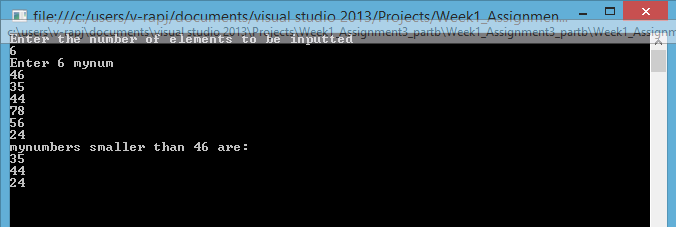 file:///c:/users/v-rapj/documents/visual studio 2013/Projects/Week1_Assignmen...
c:\users\v-rapj\documents\visual studio 2013\Projects\Week1_Assignment3_partb\Week1_Assignment3_partb\Week1_Assignm
Enter the number of elements to be inputted
6
Enter 6 mynum
46
35
44
78
56
24
mynumbers smaller than 46 are:
35
44
24